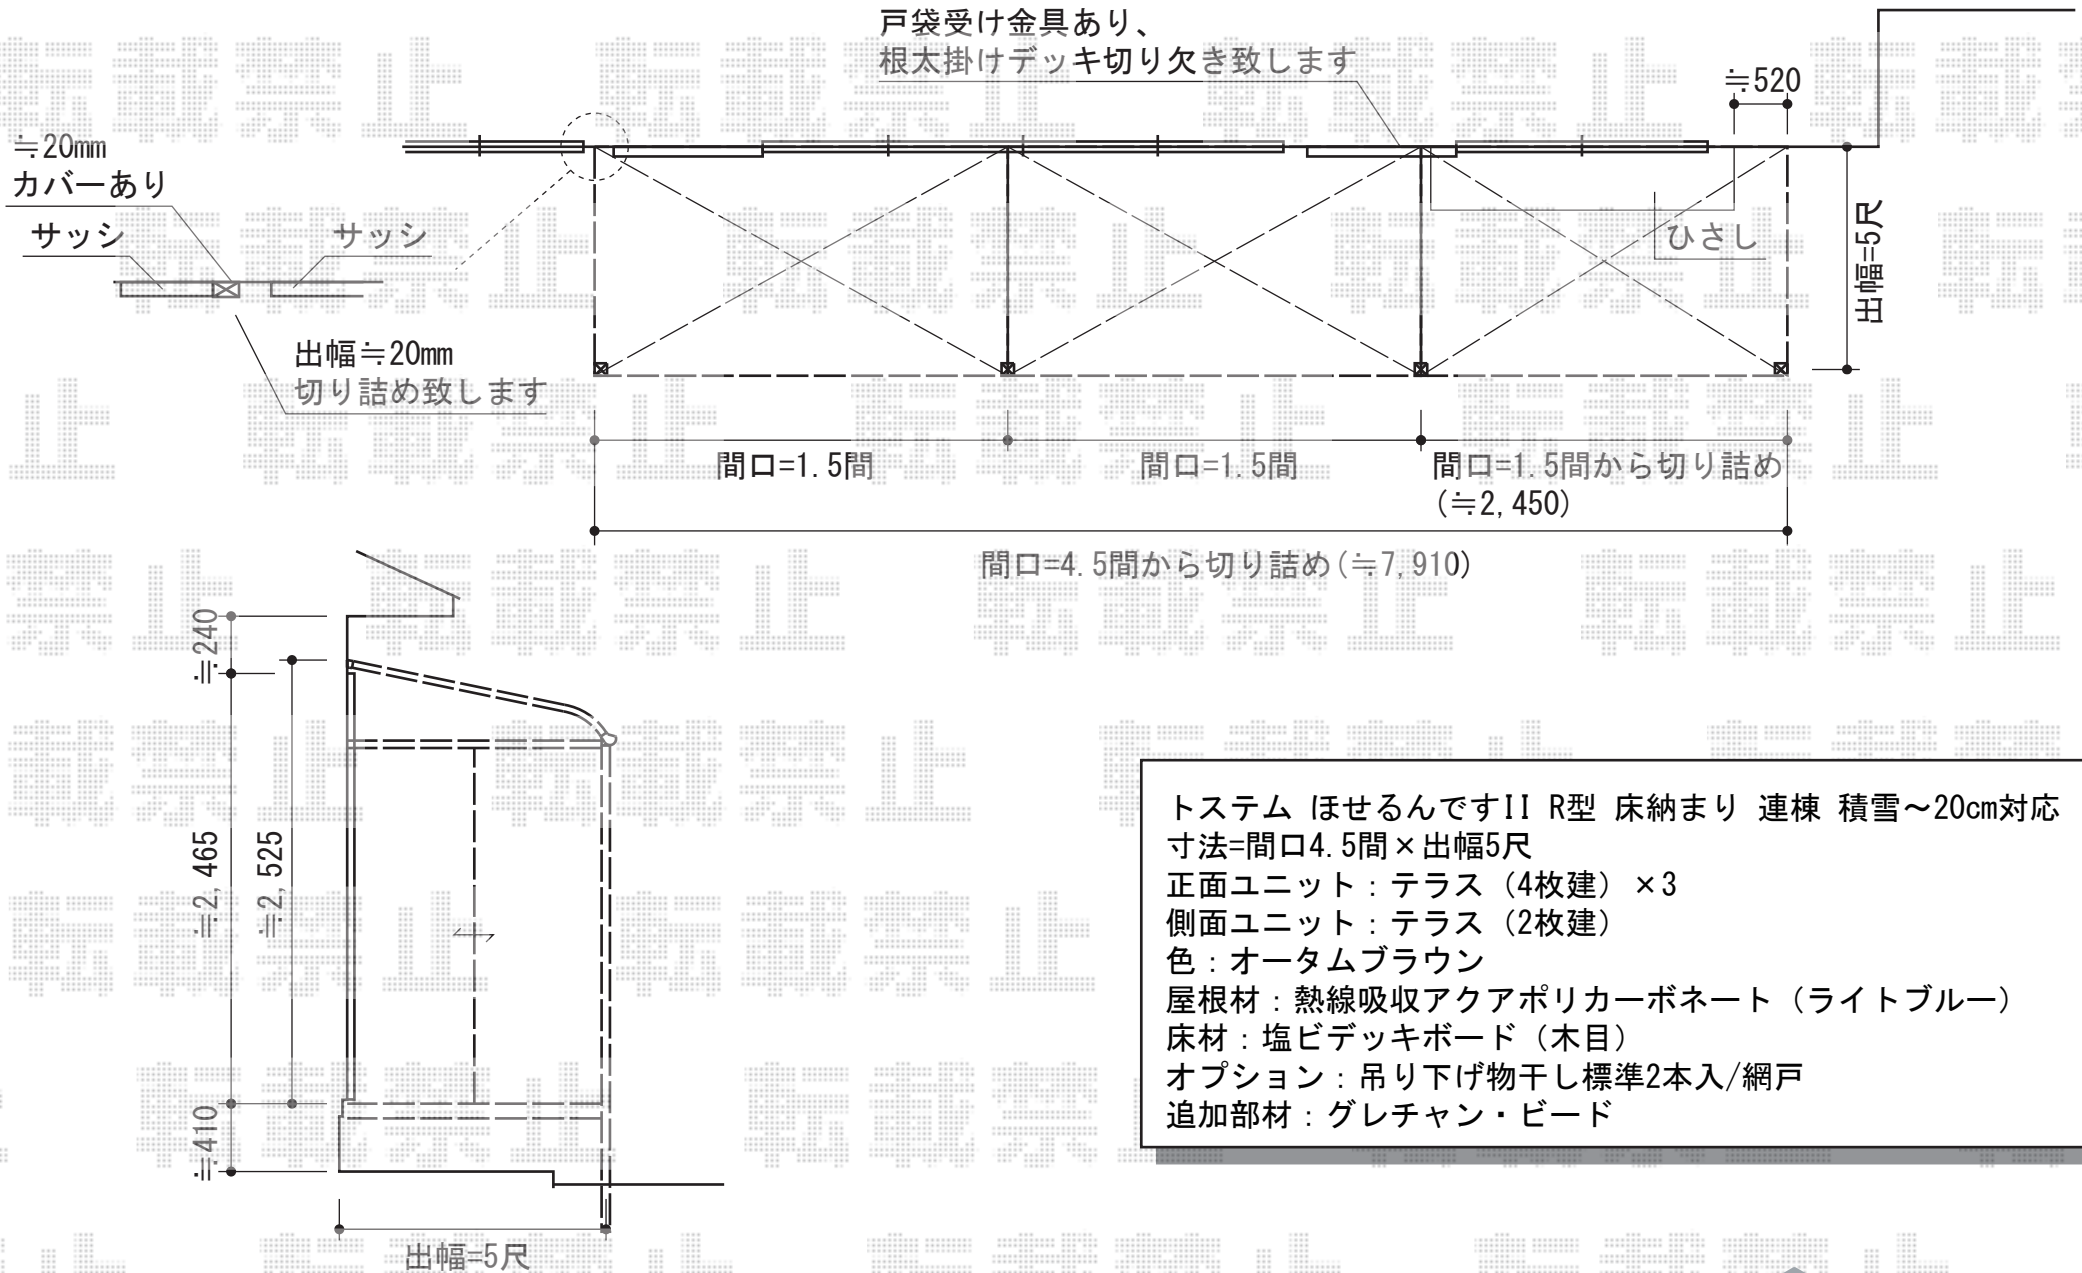 戸袋受け金具あり、
根太掛けデッキ切り欠き致します
≒520
≒20mm
カバーあり
サッシ
サッシ
ひさし
出幅=5尺
出幅≒20mm
切り詰め致します
間口=1.5間
間口=1.5間
間口=1.5間から切り詰め
(≒2,450)
間口=4.5間から切り詰め(≒7,910)
≒240
≒2,465
≒2,525
≒410
出幅=5尺
トステム ほせるんですII R型 床納まり 連棟 積雪～20cm対応
寸法=間口4.5間×出幅5尺
正面ユニット：テラス（4枚建）×3
側面ユニット：テラス（2枚建）
色：オータムブラウン
屋根材：熱線吸収アクアポリカーボネート（ライトブルー）
床材：塩ビデッキボード（木目）
オプション：吊り下げ物干し標準2本入/網戸
追加部材：グレチャン・ビード
転載禁止